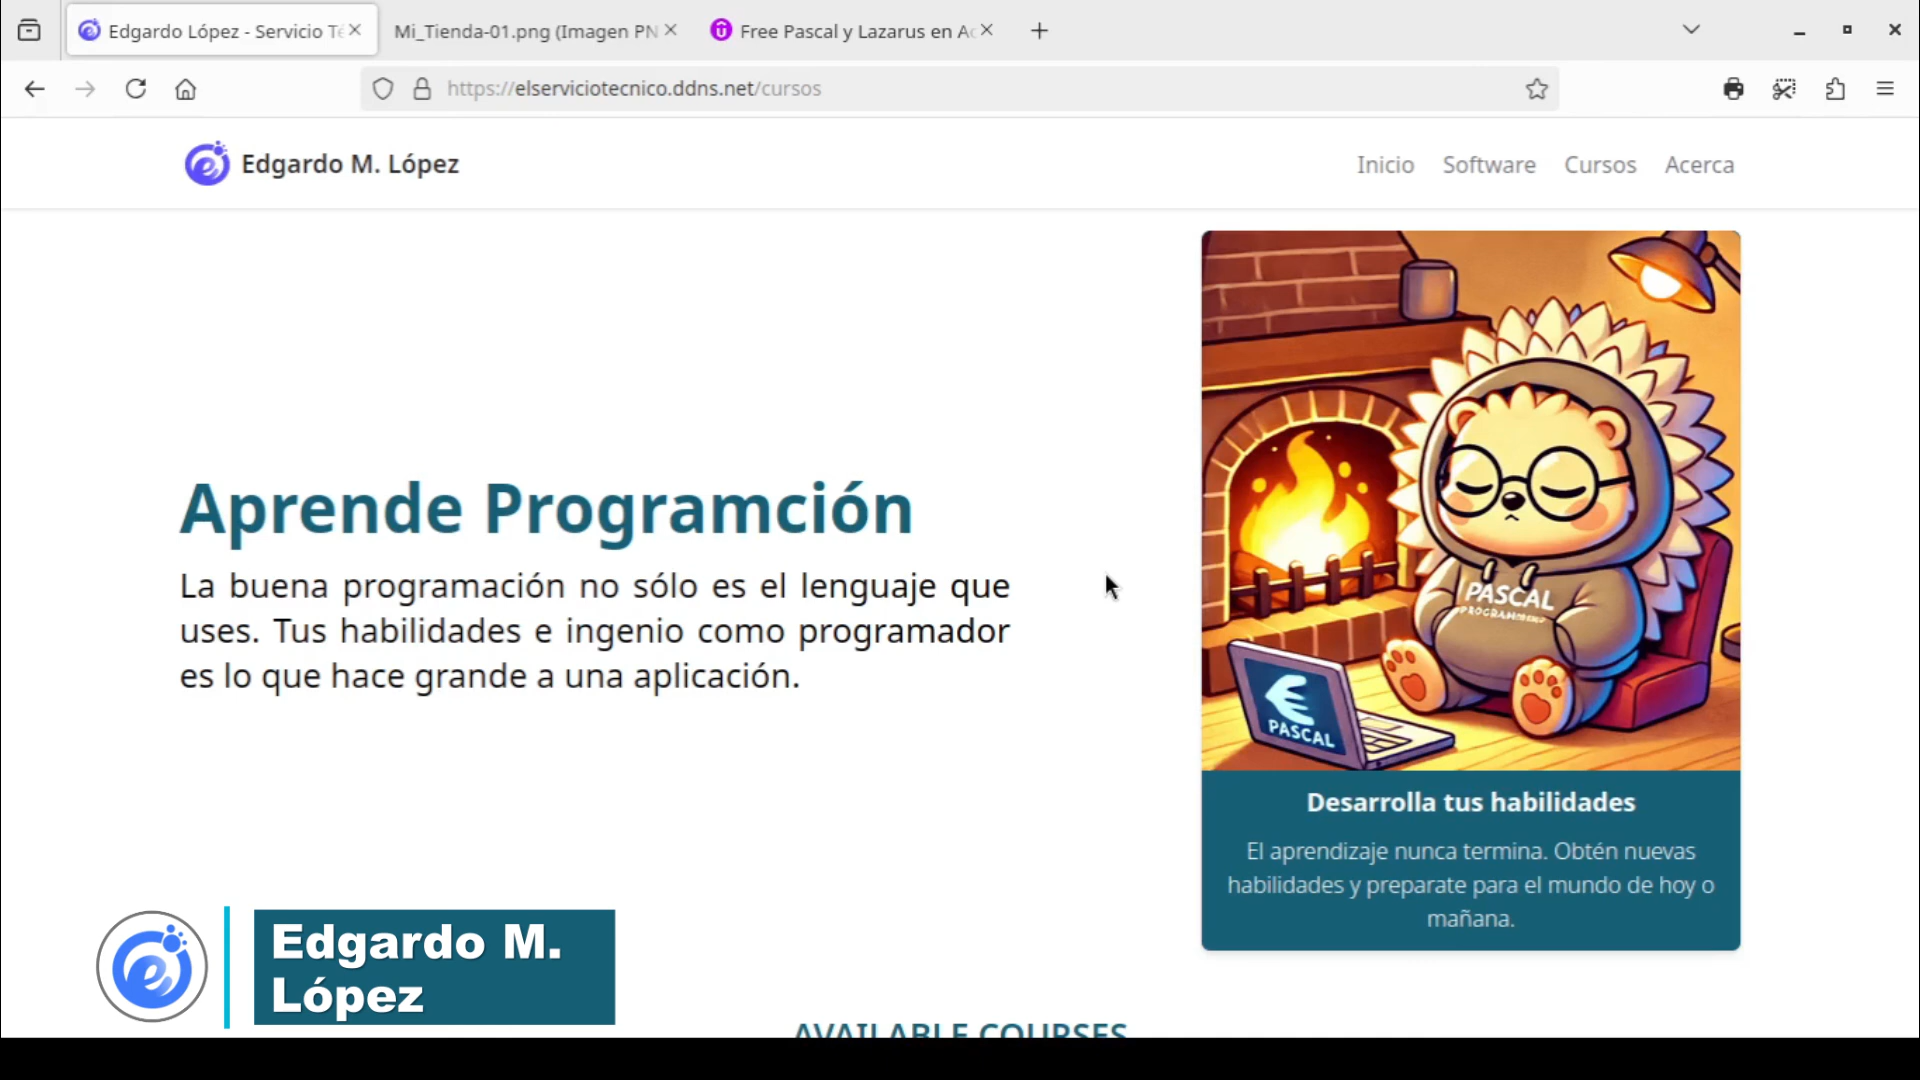 Edgardo López - Servicio Té
Mi_Tienda-01.png (Imagen PN
Free Pascal y Lazarus en Ac
https://elserviciotecnico.ddns.net/cursos
Edgardo M. López
Inicio Software Cursos Acerca
Aprende Programción
La buena programación no sólo es el lenguaje que
uses. Tus habilidades e ingenio como programador
es lo que hace grande a una aplicación.
PASCAL
PASCAL
Desarrolla tus habilidades
El aprendizaje nunca termina. Obtén nuevas
habilidades y preparate para el mundo de hoy o
mañana.
Edgardo M.
López
AVAILABLE COURSES